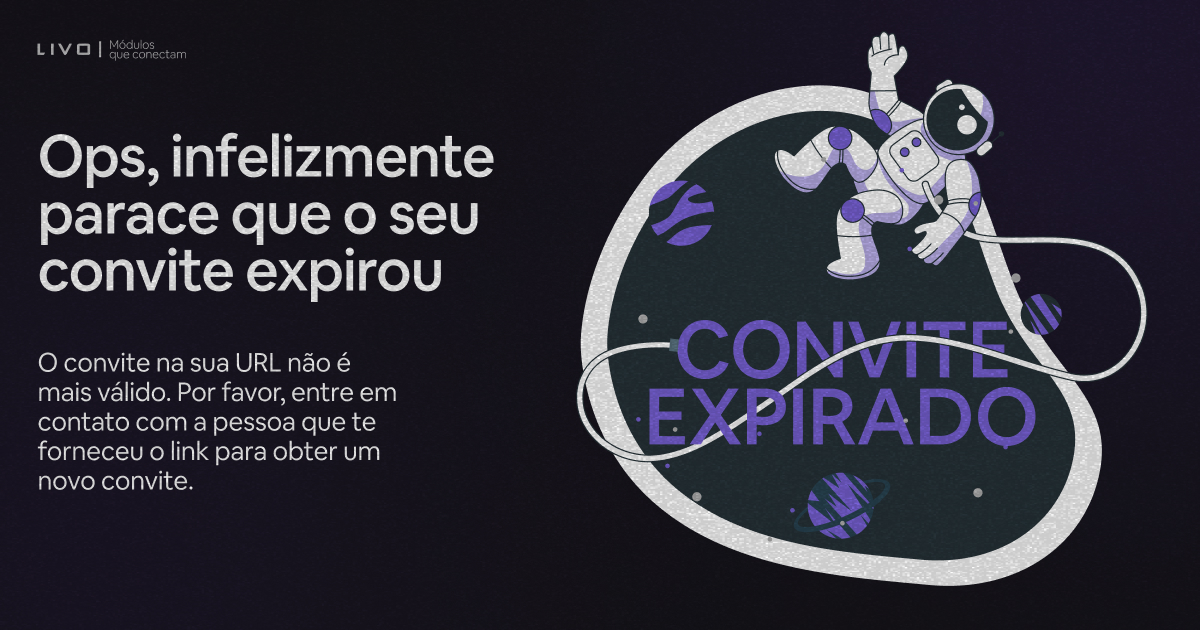 LIVO | Módulos
que conectam
Ops, infelizmente
parace que o seu
convite expirou
O convite na sua URL não é
mais válido. Por favor, entre em
contato com a pessoa que te
forneceu o link para obter um
novo convite.
CONVITE
EXPIRADO